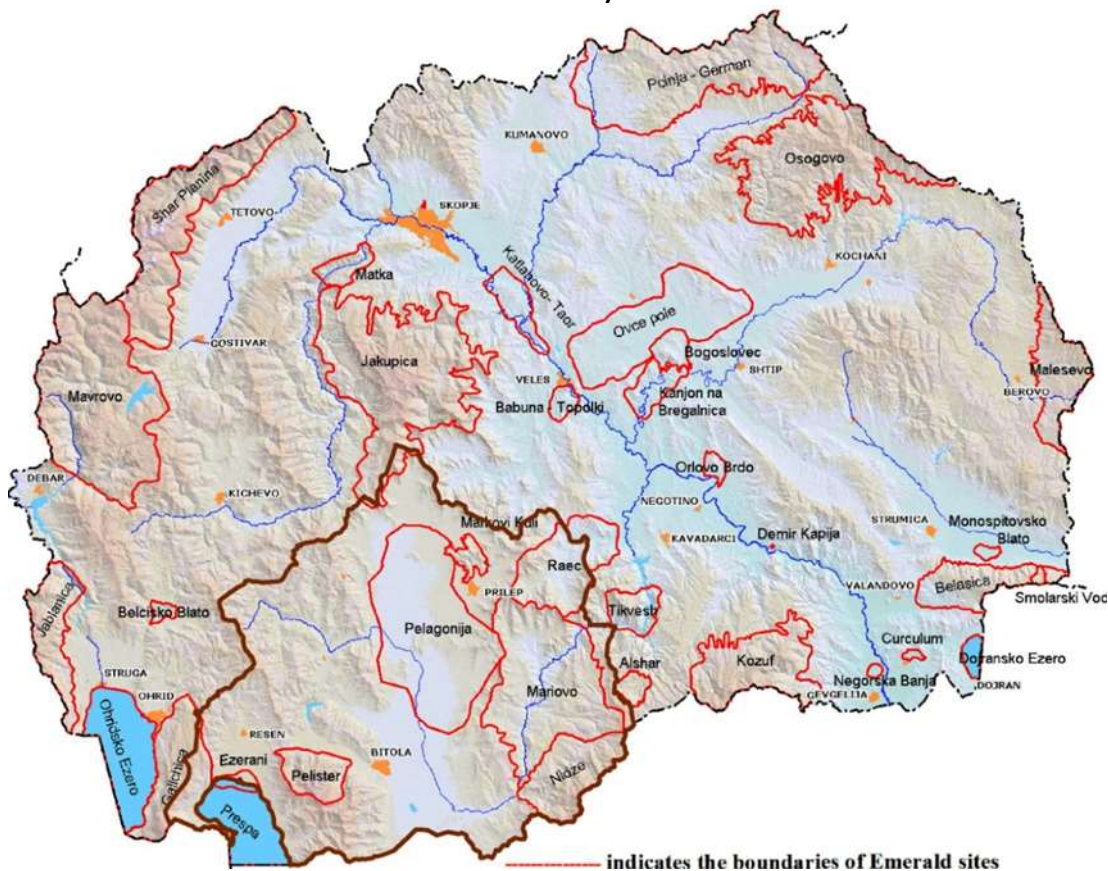 Pcinja - German
KUMANOVO
Osogovo
Shar Planina
TETOVO
SKOPJE
KOCHANI
Matka
Katlahovo- Taor
Ovce pole
GOSTIVAR
Jakupica
Bogoslovec
SHTIP
Malesevo
VELES
Kanjon na
Bregalnica
BEROVO
Mavrovo
Babuna - Topolki
DEBAR
KICHEVO
Orlovo Brdo
NEGOTINO
Markovi Kuli
KAVADARCI
Demir Kapija
STRUMICA
Monospitovsko
Blato
Raec
PRILEP
VALANDOVO
Belasica
Smolarski Vod
Jablanica
Belcisko Blato
Tikvesh
Pelagonija
Curculum
Dojransko Ezero
Alshar
Kozuf
STRUGA
OHRID
Mariovo
Negorska Banja
GEVGELIJA
DOJRAN
Ohridsko Ezero
Galichica
RESEN
BITOLA
Ezerani
Pelister
Nidze
Prespa
indicates the boundaries of Emerald sites